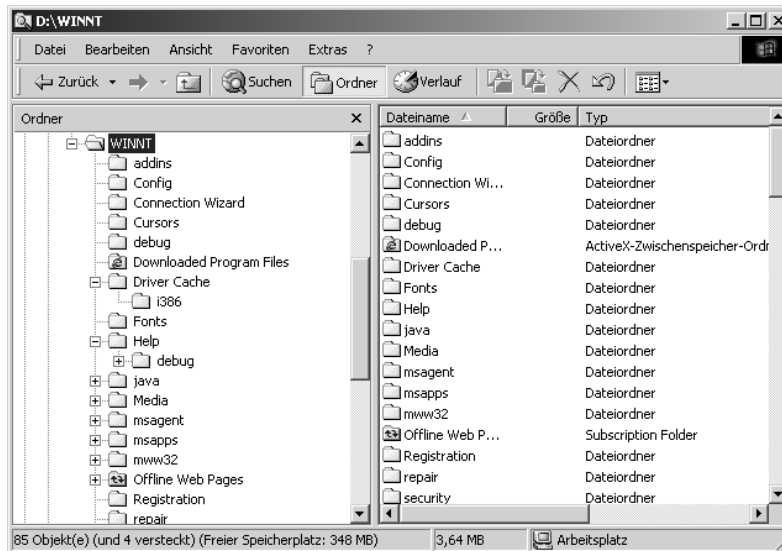 D:\WINNT
Datei Bearbeiten Ansicht Favoriten Extras ?
Zurück Suchen Ordner Verlauf
Ordner
WINNT
addins
Config
Connection Wizard
Cursors
debug
Downloaded Program Files
Driver Cache
i386
Fonts
Help
debug
java
Media
msagent
msapps
mww32
Offline Web Pages
Registration
repair
Dateiname Größe Typ
addins Dateiordner
Config Dateiordner
Connection Wi... Dateiordner
Cursors Dateiordner
debug Dateiordner
Downloaded P... ActiveX-Zwischenspeicher-Ordr
Driver Cache Dateiordner
Fonts Dateiordner
Help Dateiordner
java Dateiordner
Media Dateiordner
msagent Dateiordner
msapps Dateiordner
mww32 Dateiordner
Offline Web P... Subscription Folder
Registration Dateiordner
repair Dateiordner
security Dateiordner
85 Objekt(e) (und 4 versteckt) (Freier Speicherplatz: 348 MB) 3,64 MB Arbeitsplatz